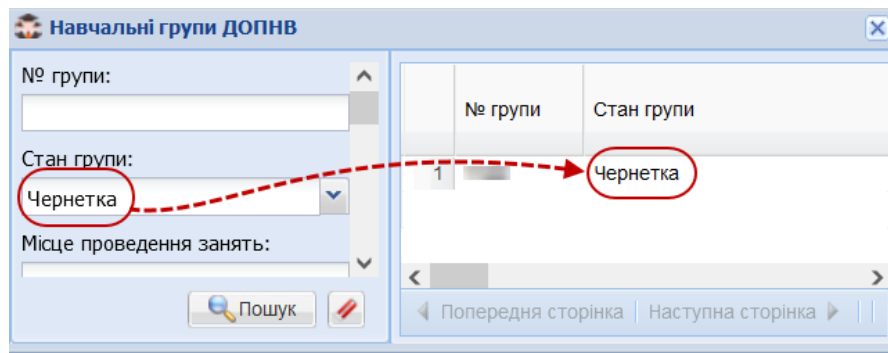 Навчальні групи ДОПНВ
№ групи:
Стан групи:
Чернетка
Місце проведення занять:
Пошук
№ групи Стан групи
1 Чернетка
Попередня сторінка Наступна сторінка